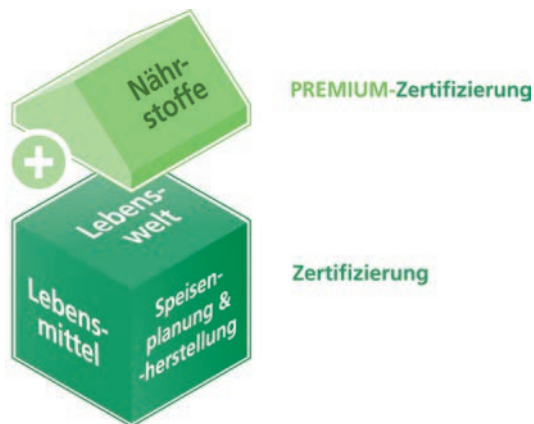 Nähr-
stoffe
PREMIUM-Zertifizierung
+
Lebens-
welt
Zertifizierung
Lebens-
mittel
Speisen-
planung &
-herstellung